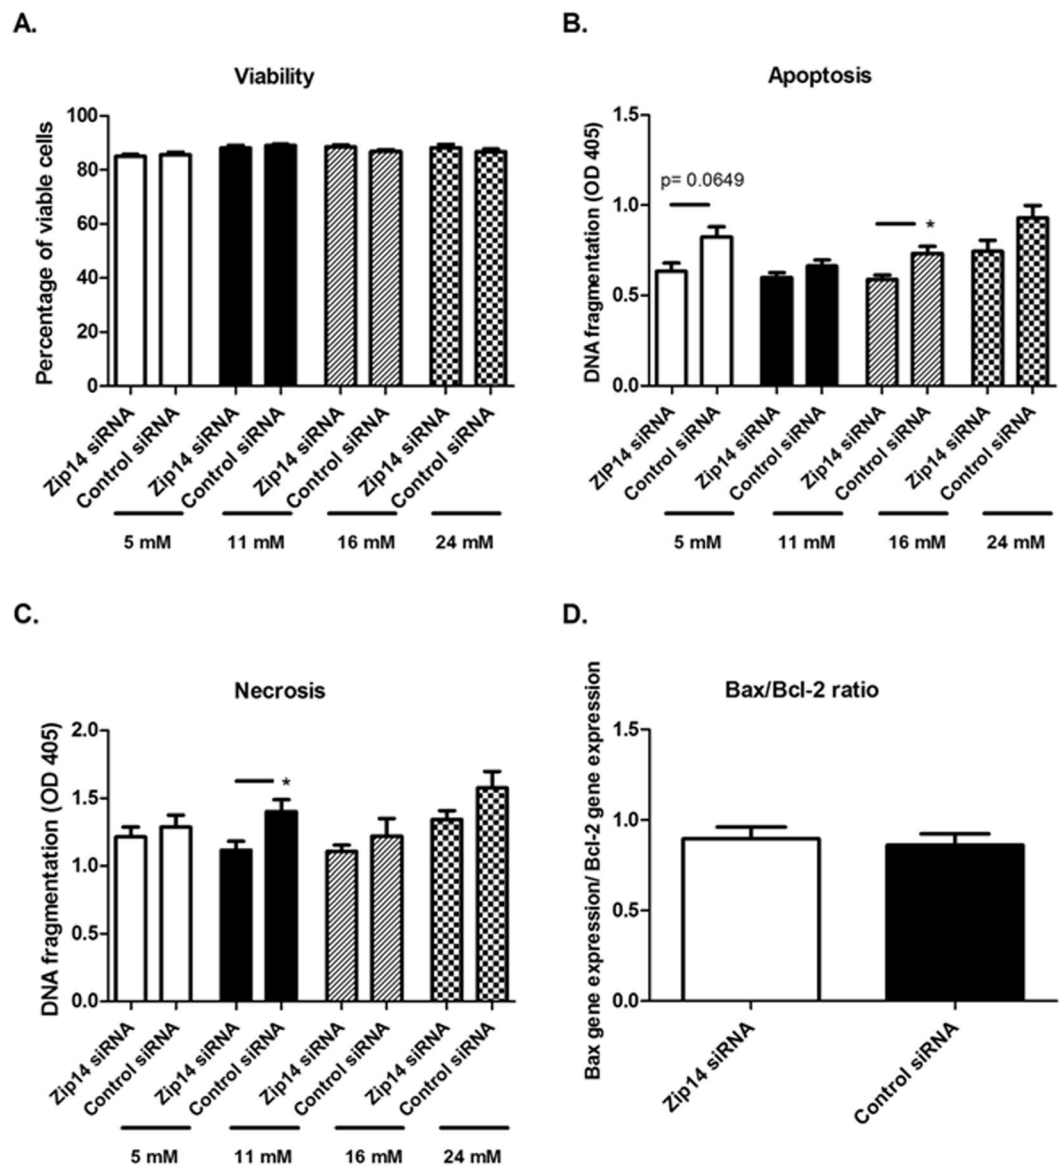 A.
Viability
Percentage of viable cells
100
80
60
40
20
0
Zip14 siRNA
Control siRNA
Zip14 siRNA
Control siRNA
Zip14 siRNA
Control siRNA
Zip14 siRNA
Control siRNA
5 mM
11 mM
16 mM
24 mM
B.
Apoptosis
DNA fragmentation (OD 405)
1.5
1.0
0.5
0.0
p= 0.0649
*
ZIP14 siRNA
Control siRNA
Zip14 siRNA
Control siRNA
Zip14 siRNA
Control siRNA
Zip14 siRNA
Control siRNA
5 mM
11 mM
16 mM
24 mM
C.
Necrosis
DNA fragmentation (OD 405)
2.0
1.5
1.0
0.5
0.0
*
Zip14 siRNA
Control siRNA
Zip14 siRNA
Control siRNA
Zip14 siRNA
Control siRNA
Zip14 siRNA
Control siRNA
5 mM
11 mM
16 mM
24 mM
D.
Bax/Bcl-2 ratio
Bax gene expression/ Bcl-2 gene expression
1.5
1.0
0.5
0.0
Zip14 siRNA
Control siRNA